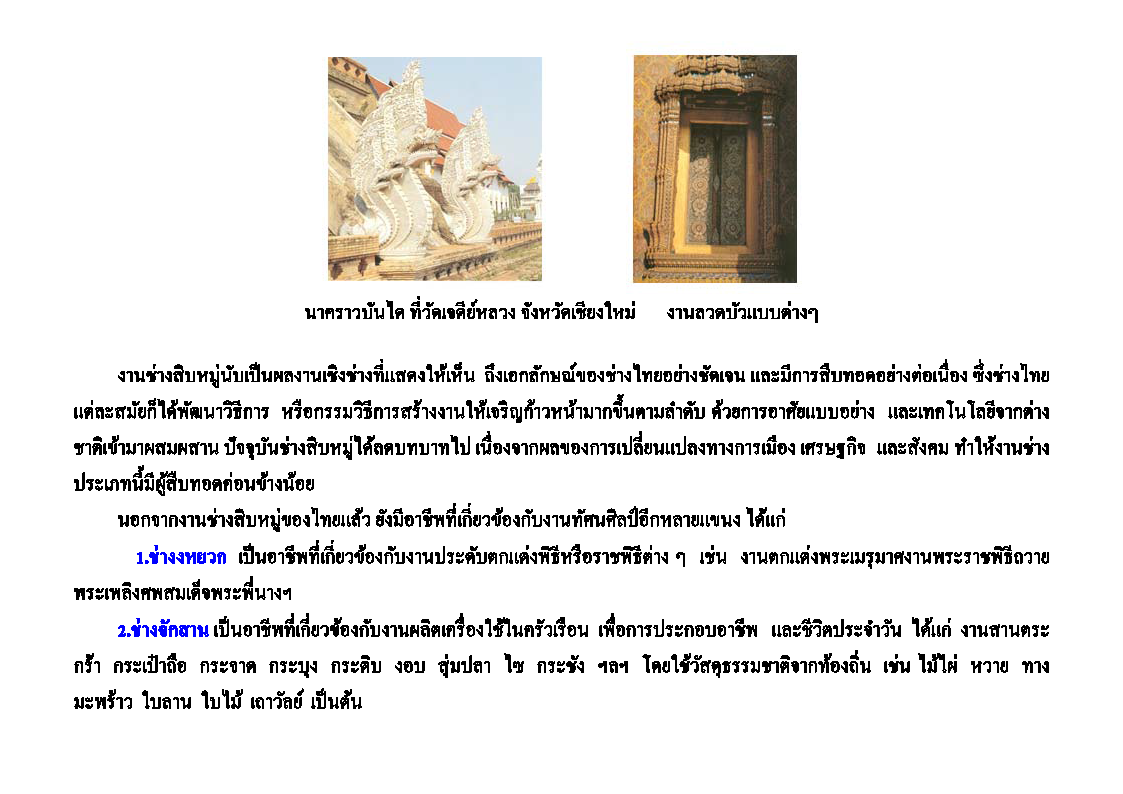 นาคราวบันได ที่วัดเจดีย์หลวง จังหวัดเชียงใหม่ งานลวดบัวแบบต่างๆ
งานช่างสิบหมู่นับเป็นผลงานเชิงช่างที่แสดงให้เห็น ถึงเอกลักษณ์ของช่างไทยอย่างชัดเจน และมีการสืบทอดอย่างต่อเนื่อง ซึ่งช่างไทย
แต่ละสมัยก็ได้พัฒนาวิธีการ หรือกรรมวิธีการสร้างงานให้เจริญก้าวหน้ามากขึ้นตามลำดับ ด้วยการอาศัยแบบอย่าง และเทคโนโลยีจากต่าง
ชาติเข้ามาผสมผสาน ปัจจุบันช่างสิบหมู่ได้ลดบทบาทไป เนื่องจากผลของการเปลี่ยนแปลงทางการเมือง เศรษฐกิจ และสังคม ทำให้งานช่าง
ประเภทนี้มีผู้สืบทอดค่อนข้างน้อย
นอกจากงานช่างสิบหมู่ของไทยแล้ว ยังมีอาชีพที่เกี่ยวข้องกับงานทัศนศิลป์อีกหลายแขนง ได้แก่
1.ช่างงหยวก เป็นอาชีพที่เกี่ยวข้องกับงานประดับตกแต่งพิธีหรือราชพิธีต่าง ๆ เช่น งานตกแต่งพระเมรุมาศงานพระราชพิธีถวาย
พระเพลิงศพสมเด็จพระพี่นางฯ
2.ช่างจักสาน เป็นอาชีพที่เกี่ยวข้องกับงานผลิตเครื่องใช้ในครัวเรือน เพื่อการประกอบอาชีพ และชีวิตประจำวัน ได้แก่ งานสานตระ
กร้า กระเป๋าถือ กระจาด กระบุง กระติบ งอบ สุ่มปลา ไซ กระชัง ฯลฯ โดยใช้วัสดุธรรมชาติจากท้องถิ่น เช่น ไม้ไผ่ หวาย ทาง
มะพร้าว ใบลาน ใบไม้ เถาวัลย์ เป็นต้น